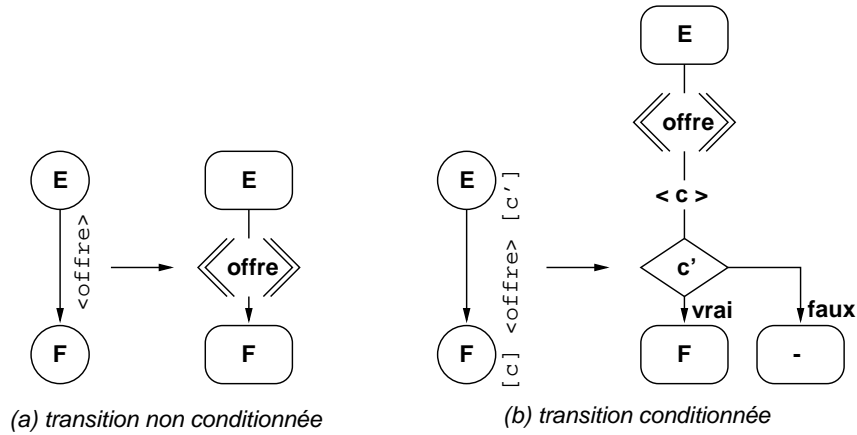 E
F
<offre>
E
offre
F
(a) transition non conditionnée
E
F
[c] <offre> [c']
E
offre
< c >
c'
vrai
faux
F
-
(b) transition conditionnée